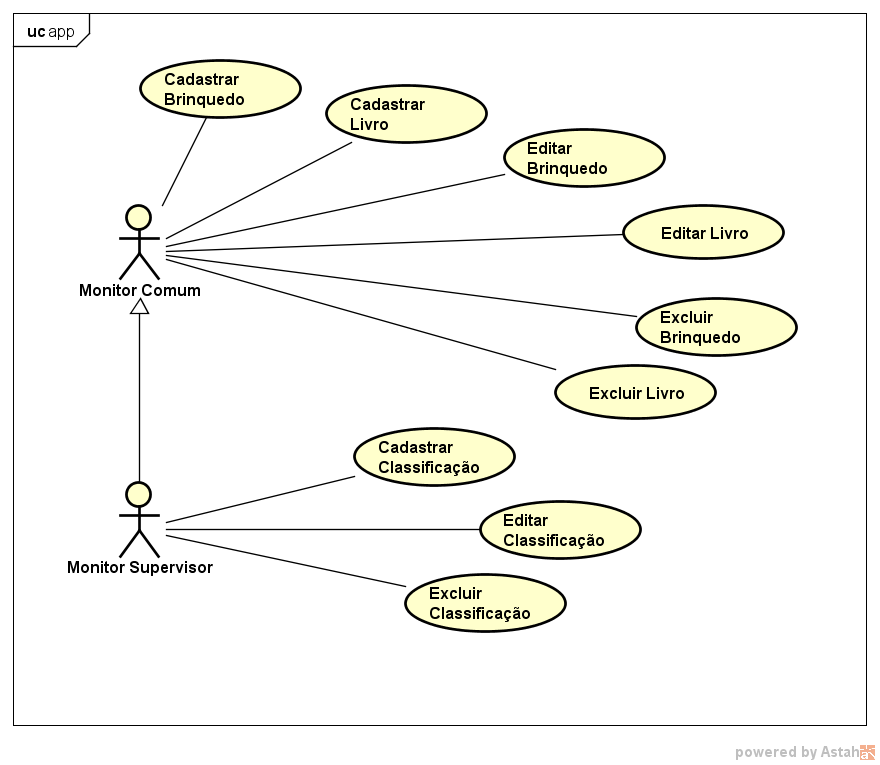 uc app
Cadastrar
Brinquedo
Cadastrar
Livro
Editar
Brinquedo
Editar Livro
Monitor Comum
Excluir
Brinquedo
Excluir Livro
Cadastrar
Classificação
Editar
Classificação
Monitor Supervisor
Excluir
Classificação
powered by Astah